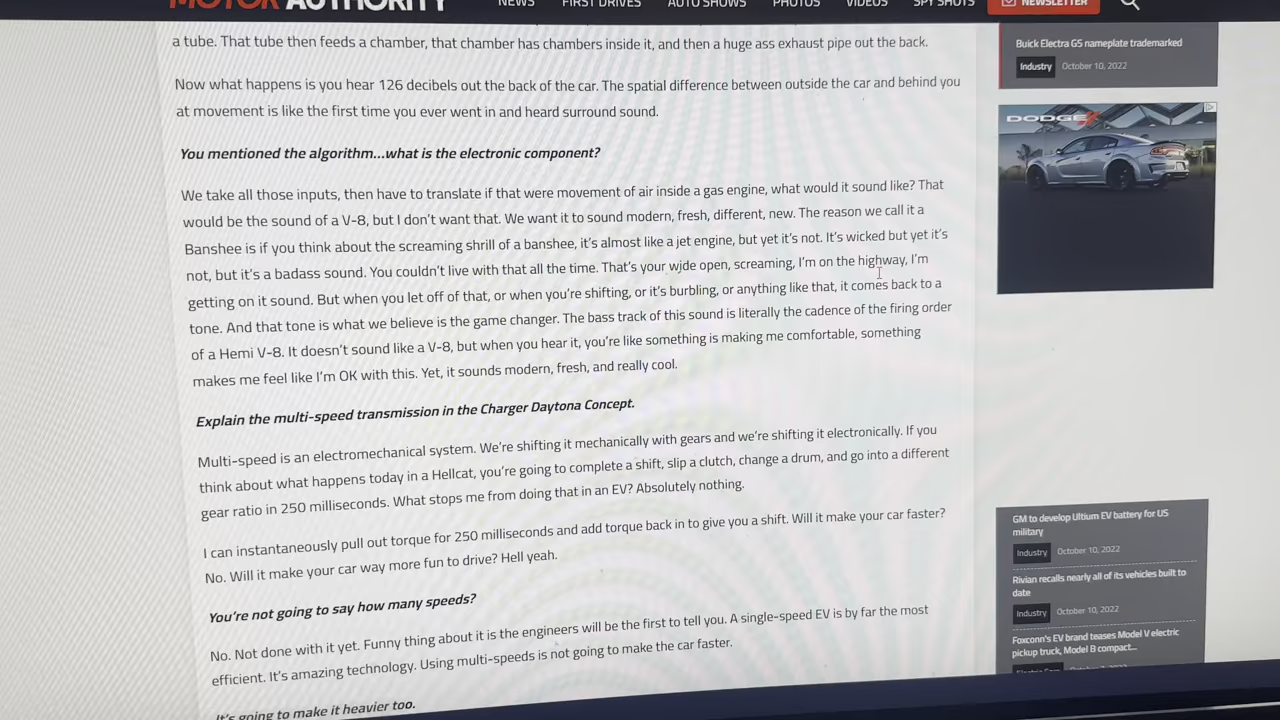 MOTOR AUTHORITY
NEWS FIRST DRIVES AUTO SHOWS PHOTOS VIDEOS SPY SHOTS NEWSLETTER
a tube. That tube then feeds a chamber, that chamber has chambers inside it, and then a huge ass exhaust pipe out the back.
Now what happens is you hear 126 decibels out the back of the car. The spatial difference between outside the car and behind you
at movement is like the first time you ever went in and heard surround sound.
You mentioned the algorithm...what is the electronic component?
We take all those inputs, then have to translate if that were movement of air inside a gas engine, what would it sound like? That
would be the sound of a V-8, but I don't want that. We want it to sound modern, fresh, different, new. The reason we call it a
Banshee is if you think about the screaming shrill of a banshee, it's almost like a jet engine, but yet it's not. It's wicked but yet it's
not, but it's a badass sound. You couldn't live with that all the time. That's your wide open, screaming, I'm on the highway, I'm
getting on it sound. But when you let off of that, or when you're shifting, or it's burbling, or anything like that, it comes back to a
tone. And that tone is what we believe is the game changer. The bass track of this sound is literally the cadence of the firing order
of a Hemi V-8. It doesn't sound like a V-8, but when you hear it, you're like something is making me comfortable, something
makes me feel like I'm OK with this. Yet, it sounds modern, fresh, and really cool.
Explain the multi-speed transmission in the Charger Daytona Concept.
Multi-speed is an electromechanical system. We're shifting it mechanically with gears and we're shifting it electronically. If you
think about what happens today in a Hellcat, you're going to complete a shift, slip a clutch, change a drum, and go into a different
gear ratio in 250 milliseconds. What stops me from doing that in an EV? Absolutely nothing.
I can instantaneously pull out torque for 250 milliseconds and add torque back in to give you a shift. Will it make your car faster?
No. Will it make your car way more fun to drive? Hell yeah.
You're not going to say how many speeds?
No. Not done with it yet. Funny thing about it is the engineers will be the first to tell you. A single-speed EV is by far the most
efficient. It's amazing technology. Using multi-speeds is not going to make the car faster.
It's going to make it heavier too.
Buick Electra G5 nameplate trademarked
Industry October 10, 2022
DODGE
GM to develop Ultium EV battery for US
military
Industry October 10, 2022
Rivian recalls nearly all of its vehicles built to
date
Industry October 10, 2022
Foxconn's EV brand teases Model V electric
pickup truck, Model B compact...